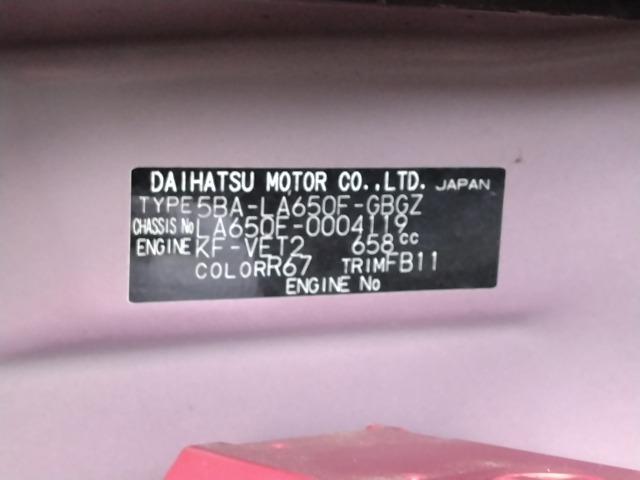 DAIHATSU MOTOR CO.,LTD. JAPAN
TYPE 5BA-LA650F-GBGZ
CHASSIS No LA650F-0004119
ENGINE KF-VET2 658cc
COLOR R67 TRIM FB11
ENGINE No